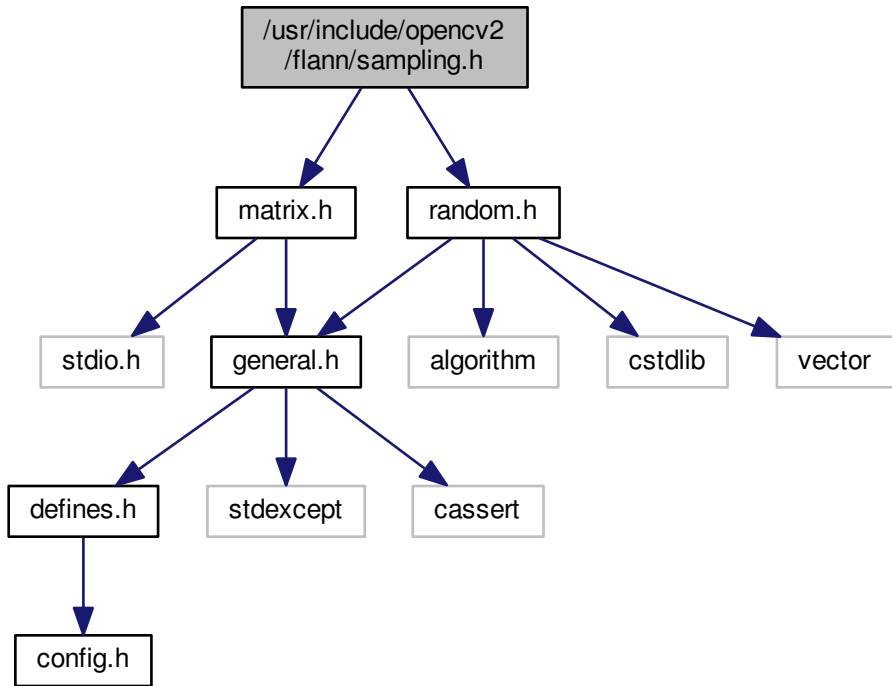 /usr/include/opencv2
/flann/sampling.h
matrix.h
random.h
stdio.h
general.h
algorithm
cstdlib
vector
defines.h
stdexcept
cassert
config.h